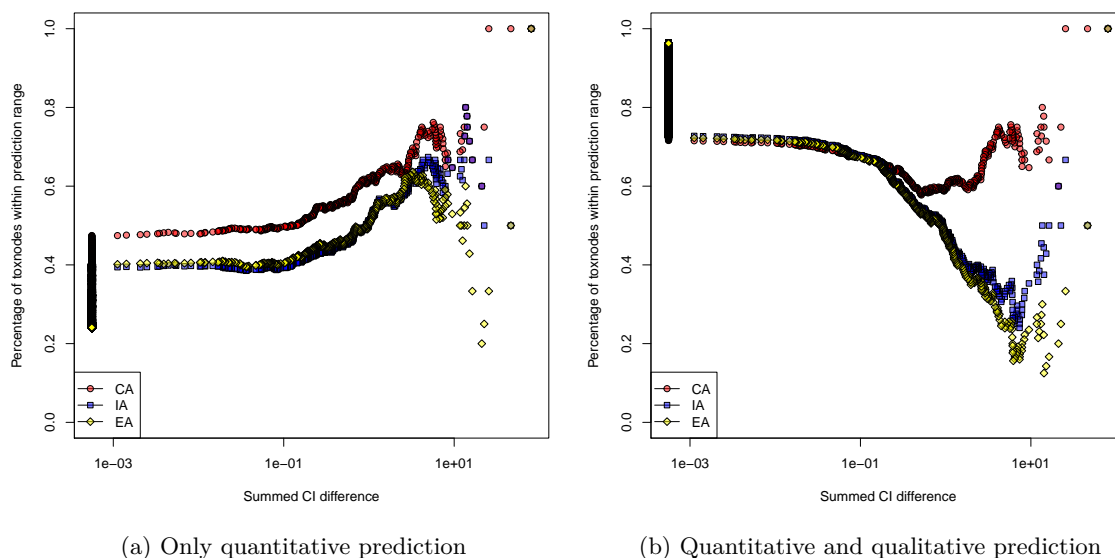 Percentage of toxnodes within prediction range
1.0
0.8
0.6
0.4
0.2
0.0
CA
IA
EA
1e-03
1e-01
1e+01
Summed CI difference
(a) Only quantitative prediction
Percentage of toxnodes within prediction range
1.0
0.8
0.6
0.4
0.2
0.0
CA
IA
EA
1e-03
1e-01
1e+01
Summed CI difference
(b) Quantitative and qualitative prediction